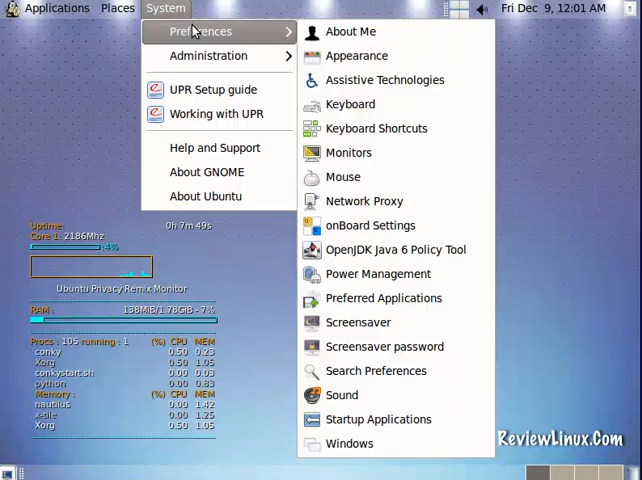 Applications Places System Fri Dec 9, 12:01 AM
Preferences
Administration
UPR Setup guide
Working with UPR
Help and Support
About GNOME
About Ubuntu
About Me
Appearance
Assistive Technologies
Keyboard
Keyboard Shortcuts
Monitors
Mouse
Network Proxy
onBoard Settings
OpenJDK Java 6 Policy Tool
Power Management
Preferred Applications
Screensaver
Screensaver password
Search Preferences
Sound
Startup Applications
Windows
Uptime: 0h 7m 49s
Core 1: 2186Mhz
4%
Ubuntu Privacy Remix Monitor
RAM: 138MiB/1.78GiB - 7%
Procs : 105 running : 1 (%) CPU MEM
conky 0.50 0.23
Xorg 0.50 1.05
conkystart.sh 0.00 0.03
python 0.00 0.83
Memory : (%) CPU MEM
nautilus 0.00 1.42
x-tile 0.00 1.25
Xorg 0.50 1.05
ReviewLinux.Com